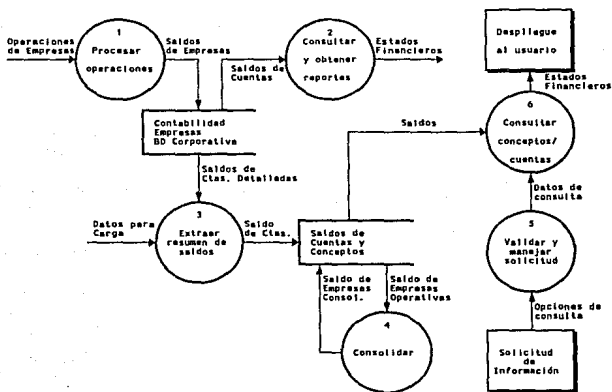 Operaciones
de Empresas
1
Procesar
operaciones
Saldos
de Empresas
Saldos de
Cuentas
2
Consultar
y obtener
reportes
Estados
Financieros
Despliegue
al usuario
Estados
Financieros
6
Consultar
conceptos/
cuentas
Contabilidad
Empresas
BD Corporativa
Saldos
Saldos de
Ctas. Detalladas
Datos de
consulta
Datos para
Carga
3
Extraer
resumen de
saldos
Saldo
de Ctas.
Saldos de
Cuentas y
Conceptos
5
Validar y
manejar
solicitud
Saldo de
Empresas
Consol.
Saldo de
Empresas
Operativas
4
Consolidar
Opciones de
consulta
Solicitud
de
Información